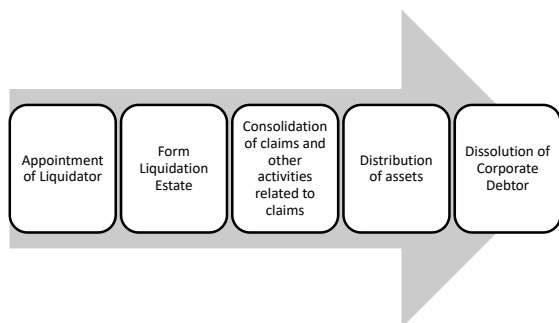 Appointment
of Liquidator
Form
Liquidation
Estate
Consolidation
of claims and
other
activities
related to
claims
Distribution
of assets
Dissolution of
Corporate
Debtor